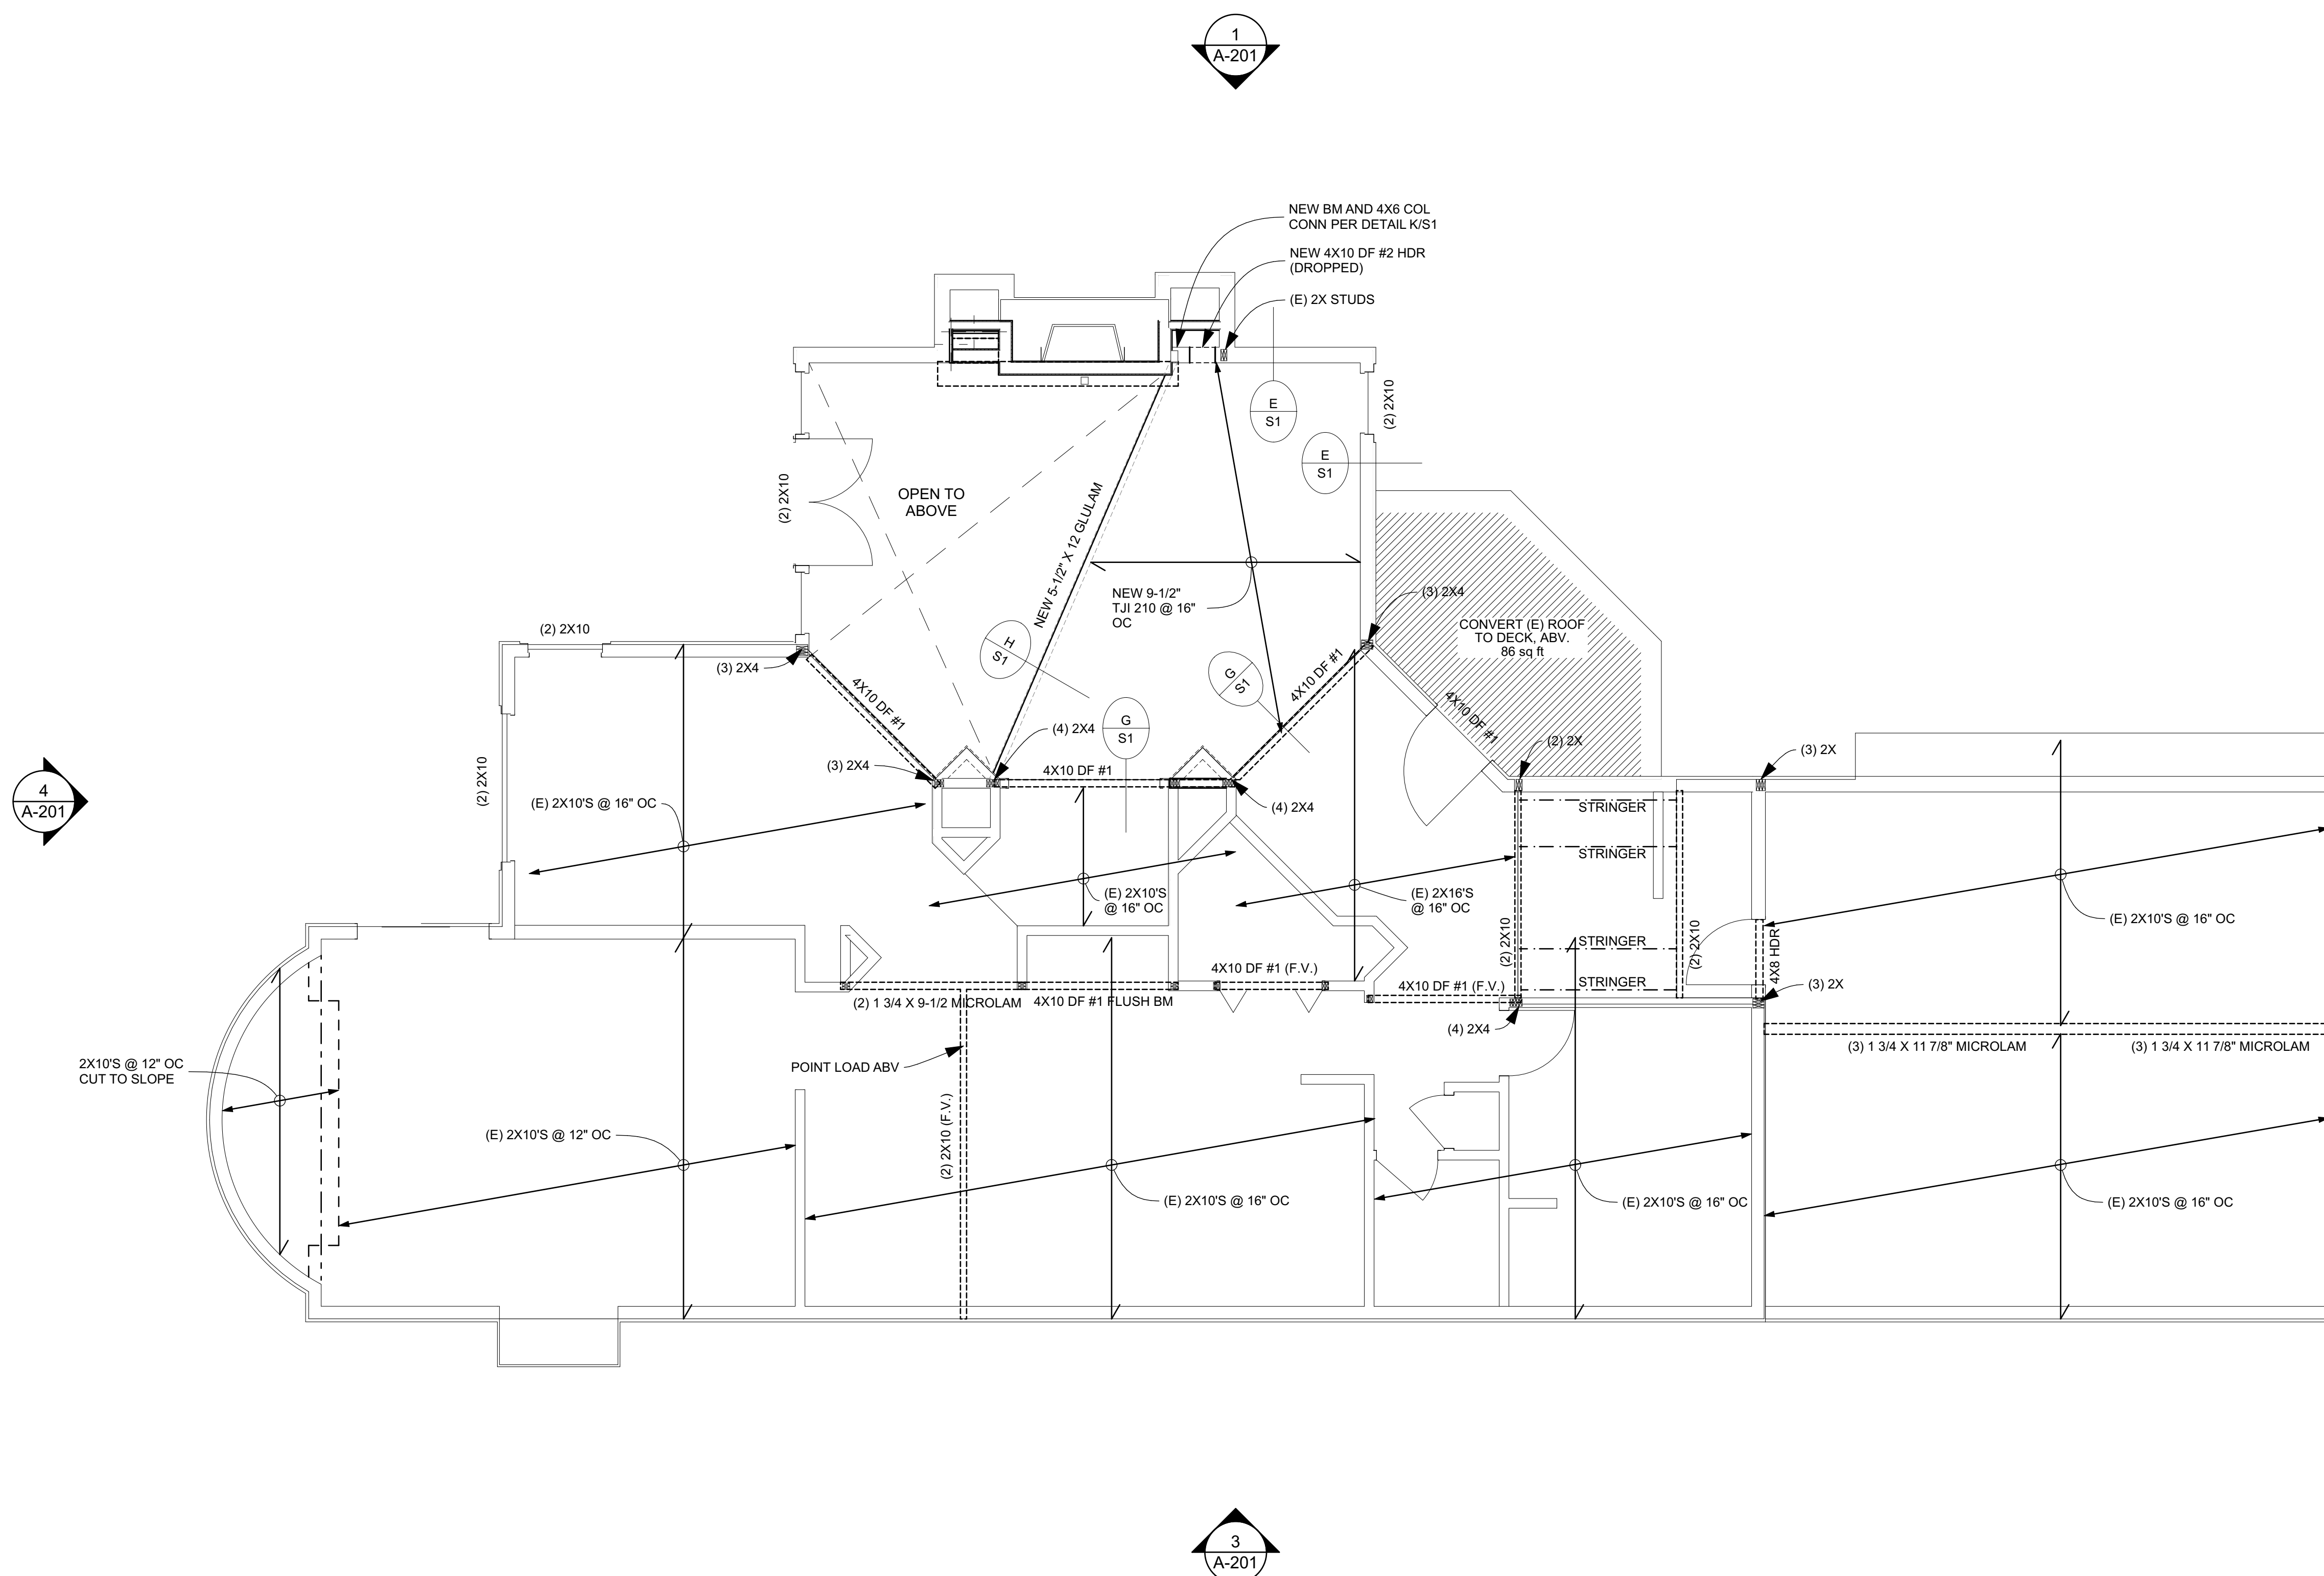 1
A-201
NEW BM AND 4X6 COL
CONN PER DETAIL K/S1
NEW 4X10 DF #2 HDR
(DROPPED)
(E) 2X STUDS
E
S1
(2) 2X10
E
S1
(2) 2X10
OPEN TO
ABOVE
NEW 5-1/2" X 12 GLULAM
NEW 9-1/2"
TJI 210 @ 16"
OC
(3) 2X4
CONVERT (E) ROOF
TO DECK, ABV.
86 sq ft
(2) 2X10
(3) 2X4
H
S1
G
S1
4X10 DF #1
4X10 DF #1
4X10 DF #1
G
S1
(4) 2X4
(2) 2X
(3) 2X
(3) 2X4
4X10 DF #1
(2) 2X10
4
A-201
(E) 2X10'S @ 16" OC
(4) 2X4
STRINGER
STRINGER
(E) 2X10'S
@ 16" OC
(E) 2X16'S
@ 16" OC
(E) 2X10'S @ 16" OC
(2) 2X10
STRINGER
(2) 2X10
4X8 HDR
4X10 DF #1 (F.V.)
STRINGER
4X10 DF #1 (F.V.)
(3) 2X
(2) 1 3/4 X 9-1/2 MICROLAM
4X10 DF #1 FLUSH BM
(4) 2X4
(3) 1 3/4 X 11 7/8" MICROLAM
(3) 1 3/4 X 11 7/8" MICROLAM
2X10'S @ 12" OC
CUT TO SLOPE
POINT LOAD ABV
(2) 2X10 (F.V.)
(E) 2X10'S @ 12" OC
(E) 2X10'S @ 16" OC
(E) 2X10'S @ 16" OC
(E) 2X10'S @ 16" OC
3
A-201